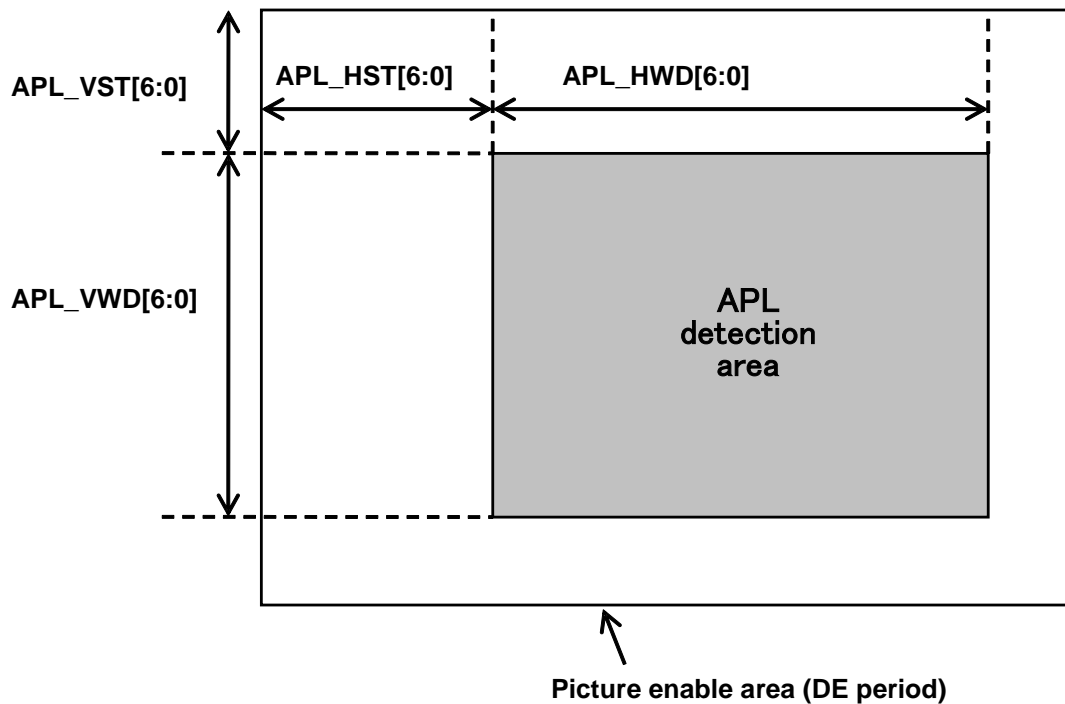 APL_VST[6:0]
APL_HST[6:0]
APL_HWD[6:0]
APL_VWD[6:0]
APL
detection
area
Picture enable area (DE period)